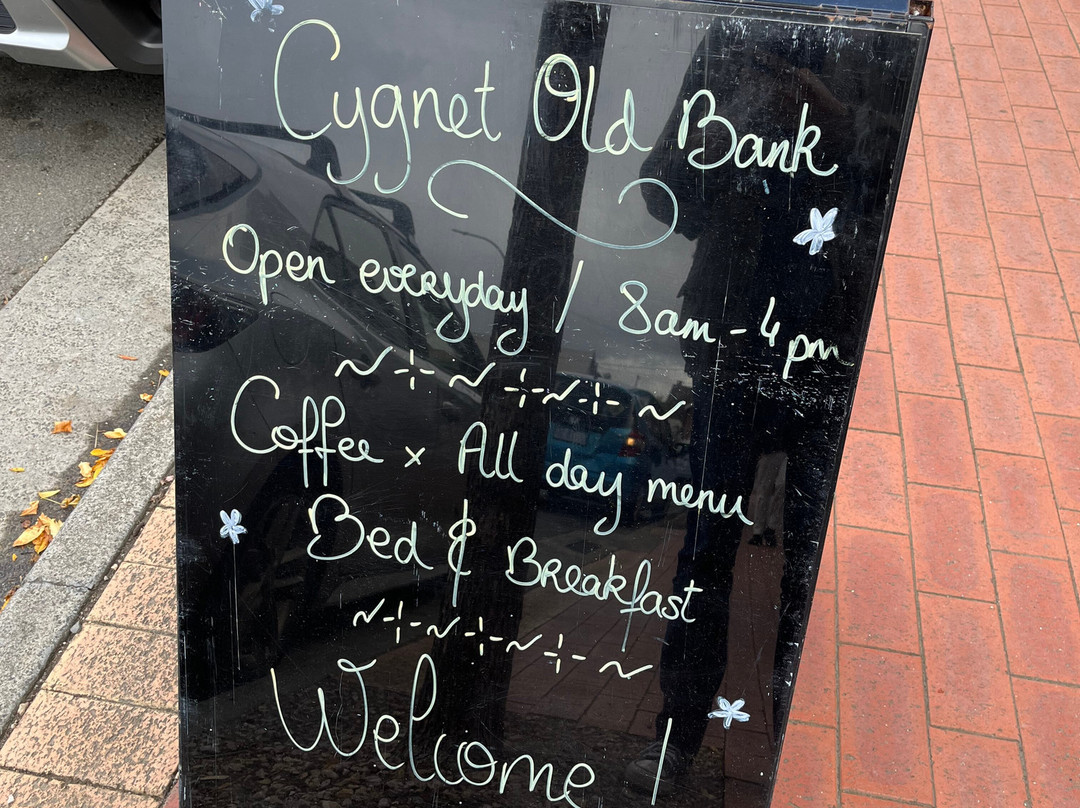 Cygnet Old Bank
Open everyday / 8am - 4pm
Coffee x All day menu
Bed & Breakfast
Welcome !